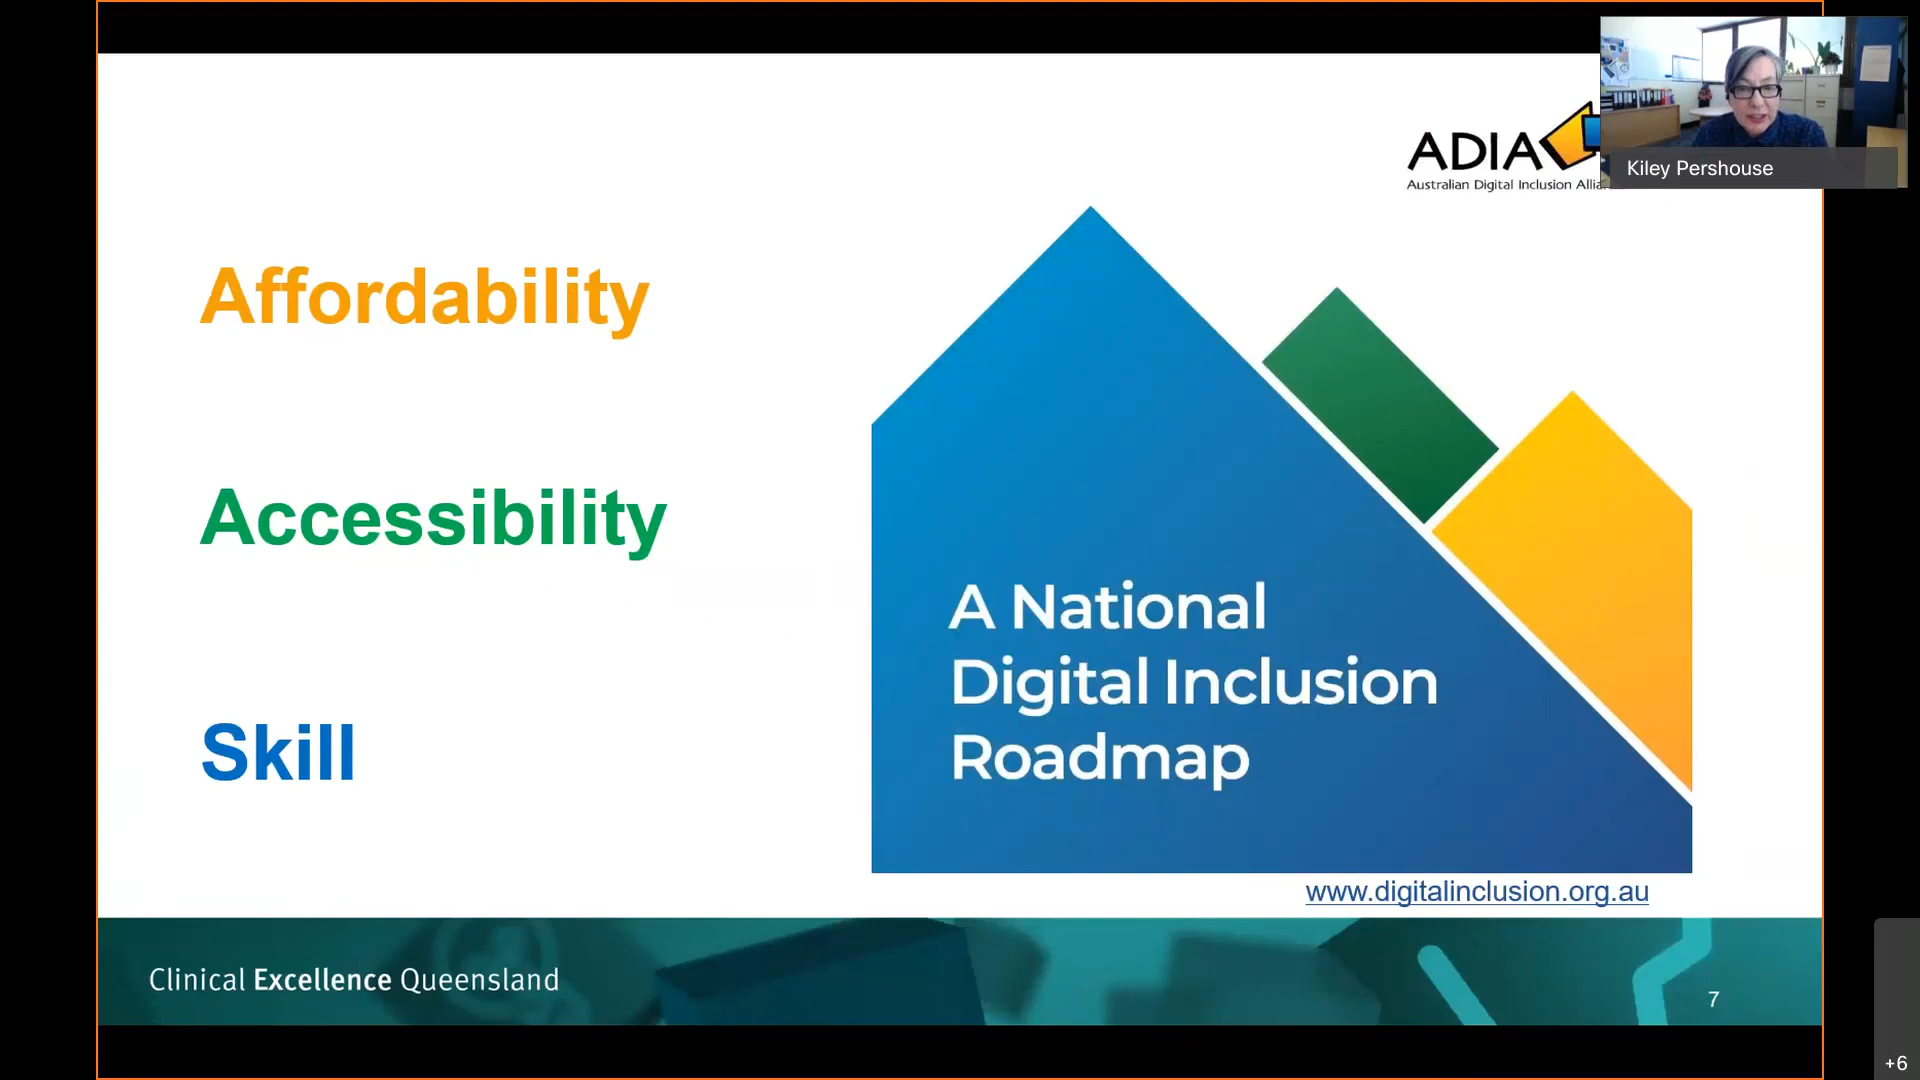 ADIA
Australian Digital Inclusion
Kiley Pershouse
Affordability
Accessibility
Skill
A National
Digital Inclusion
Roadmap
www.digitalinclusion.org.au
Clinical Excellence Queensland
7
+6